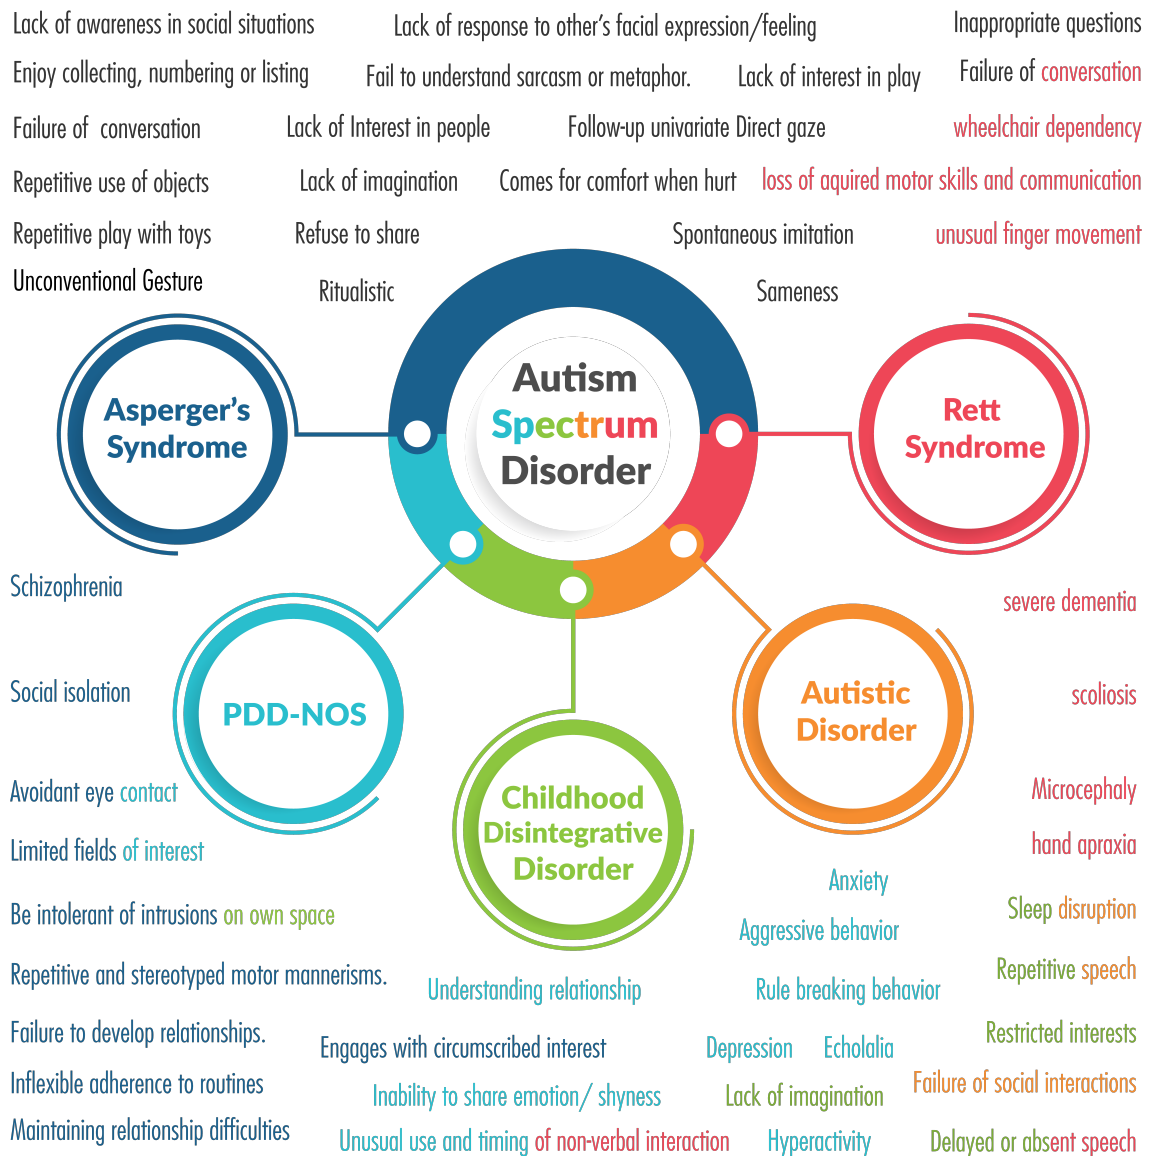 Lack of awareness in social situations
Lack of response to other's facial expression/feeling
Inappropriate questions
Enjoy collecting, numbering or listing
Fail to understand sarcasm or metaphor.
Lack of interest in play
Failure of conversation
Failure of conversation
Lack of Interest in people
Follow-up univariate Direct gaze
wheelchair dependency
Repetitive use of objects
Lack of imagination
Comes for comfort when hurt
loss of aquired motor skills and communication
Repetitive play with toys
Refuse to share
Spontaneous imitation
unusual finger movement
Unconventional Gesture
Ritualistic
Sameness
Autism
Spectrum
Disorder
Asperger's
Syndrome
Rett
Syndrome
Schizophrenia
severe dementia
Social isolation
PDD-NOS
Autistic
Disorder
scoliosis
Avoidant eye contact
Childhood
Disintegrative
Disorder
Microcephaly
Limited fields of interest
hand apraxia
Anxiety
Be intolerant of intrusions on own space
Aggressive behavior
Sleep disruption
Repetitive and stereotyped motor mannerisms.
Understanding relationship
Rule breaking behavior
Repetitive speech
Failure to develop relationships.
Engages with circumscribed interest
Depression
Echolalia
Restricted interests
Inflexible adherence to routines
Inability to share emotion/ shyness
Lack of imagination
Failure of social interactions
Maintaining relationship difficulties
Unusual use and timing of non-verbal interaction
Hyperactivity
Delayed or absent speech